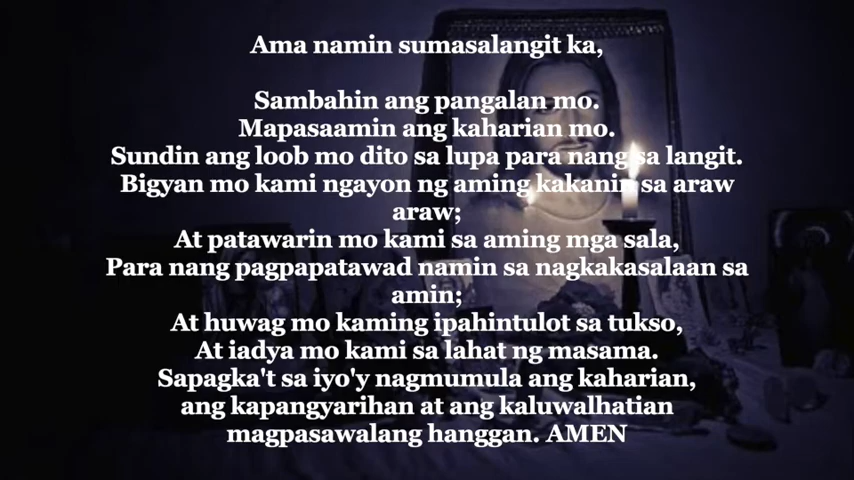 Ama namin sumasalangit ka,
Sambahin ang pangalan mo.
Mapasaamin ang kaharian mo.
Sundin ang loob mo dito sa lupa para nang sa langit.
Bigyan mo kami ngayon ng aming kakanin sa araw
araw;
At patawarin mo kami sa aming mga sala,
Para nang pagpapatawad namin sa nagkakasalaan sa
amin;
At huwag mo kaming ipahintulot sa tukso,
At iadya mo kami sa lahat ng masama.
Sapagka't sa iyo'y nagmumula ang kaharian,
ang kapangyarihan at ang kaluwalhatian
magpasawalang hanggan. AMEN